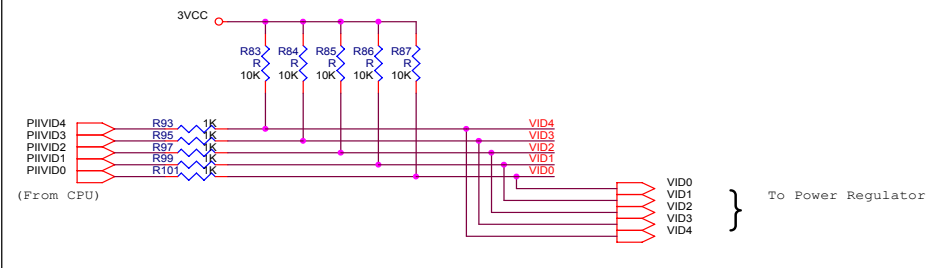 3VCC
R83 R84 R85 R86 R87
R R R R R
10K 10K 10K 10K 10K
PIIVID4 R93 1K VID4
PIIVID3 R95 1K VID3
PIIVID2 R97 1K VID2
PIIVID1 R99 1K VID1
PIIVID0 R101 1K VID0
(From CPU)
VID0
VID1
VID2
VID3
VID4
To Power Regulator